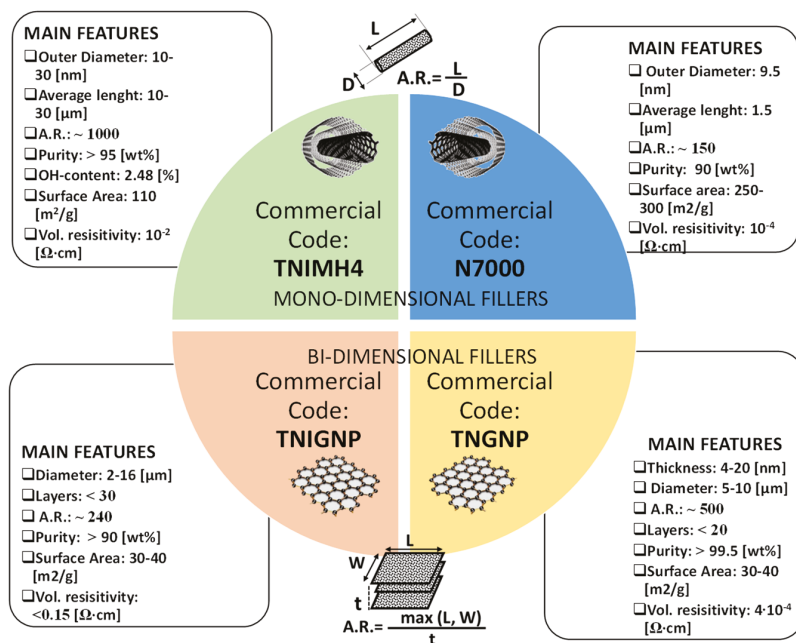 MAIN FEATURES
❑Outer Diameter: 10-
30 [nm]
❑Average lenght: 10-
30 [µm]
❑A.R.: ~ 1000
❑Purity: > 95 [wt%]
❑OH-content: 2.48 [%]
❑Surface Area: 110
[m²/g]
❑Vol. resisitivity: 10⁻²
[Ω·cm]
L
D
A.R.= L
D
MAIN FEATURES
❑ Outer Diameter: 9.5
[nm]
❑Average lenght: 1.5
[µm]
❑A.R.: ~ 150
❑Purity: 90 [wt%]
❑Surface area: 250-
300 [m2/g]
❑Vol. resisitivity: 10⁻⁴
[Ω·cm]
Commercial
Code:
TNIMH4
Commercial
Code:
N7000
MONO-DIMENSIONAL FILLERS
BI-DIMENSIONAL FILLERS
Commercial
Code:
TNIGNP
Commercial
Code:
TNGNP
MAIN FEATURES
❑Diameter: 2-16 [µm]
❑Layers: < 30
❑ A.R.: ~ 240
❑Purity: > 90 [wt%]
❑Surface Area: 30-40
[m2/g]
❑Vol. resisitivity:
<0.15 [Ω·cm]
L
W
t
A.R.= max (L, W)
t
MAIN FEATURES
❑Thickness: 4-20 [nm]
❑ Diameter: 5-10 [µm]
❑ A.R.: ~ 500
❑Layers: < 20
❑Purity: > 99.5 [wt%]
❑Surface Area: 30-40
[m2/g]
❑Vol. resisitivity: 4·10⁻⁴
[Ω·cm]